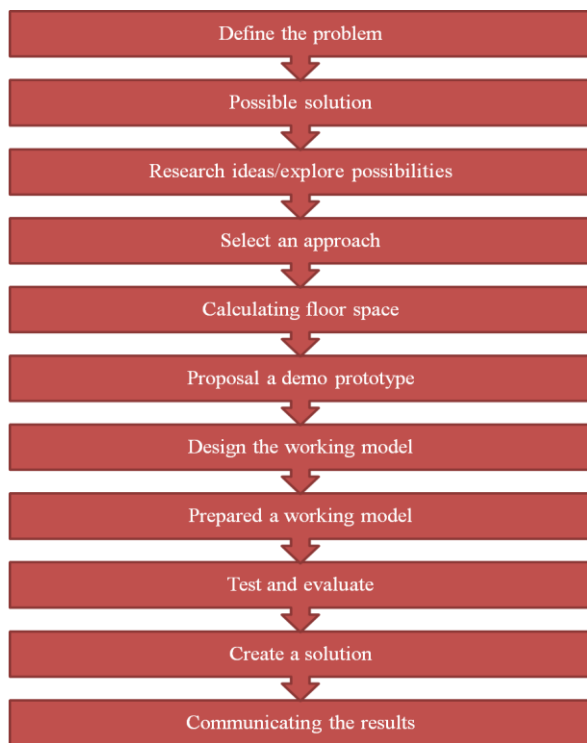 Define the problem
Possible solution
Research ideas/explore possibilities
Select an approach
Calculating floor space
Proposal a demo prototype
Design the working model
Prepared a working model
Test and evaluate
Create a solution
Communicating the results